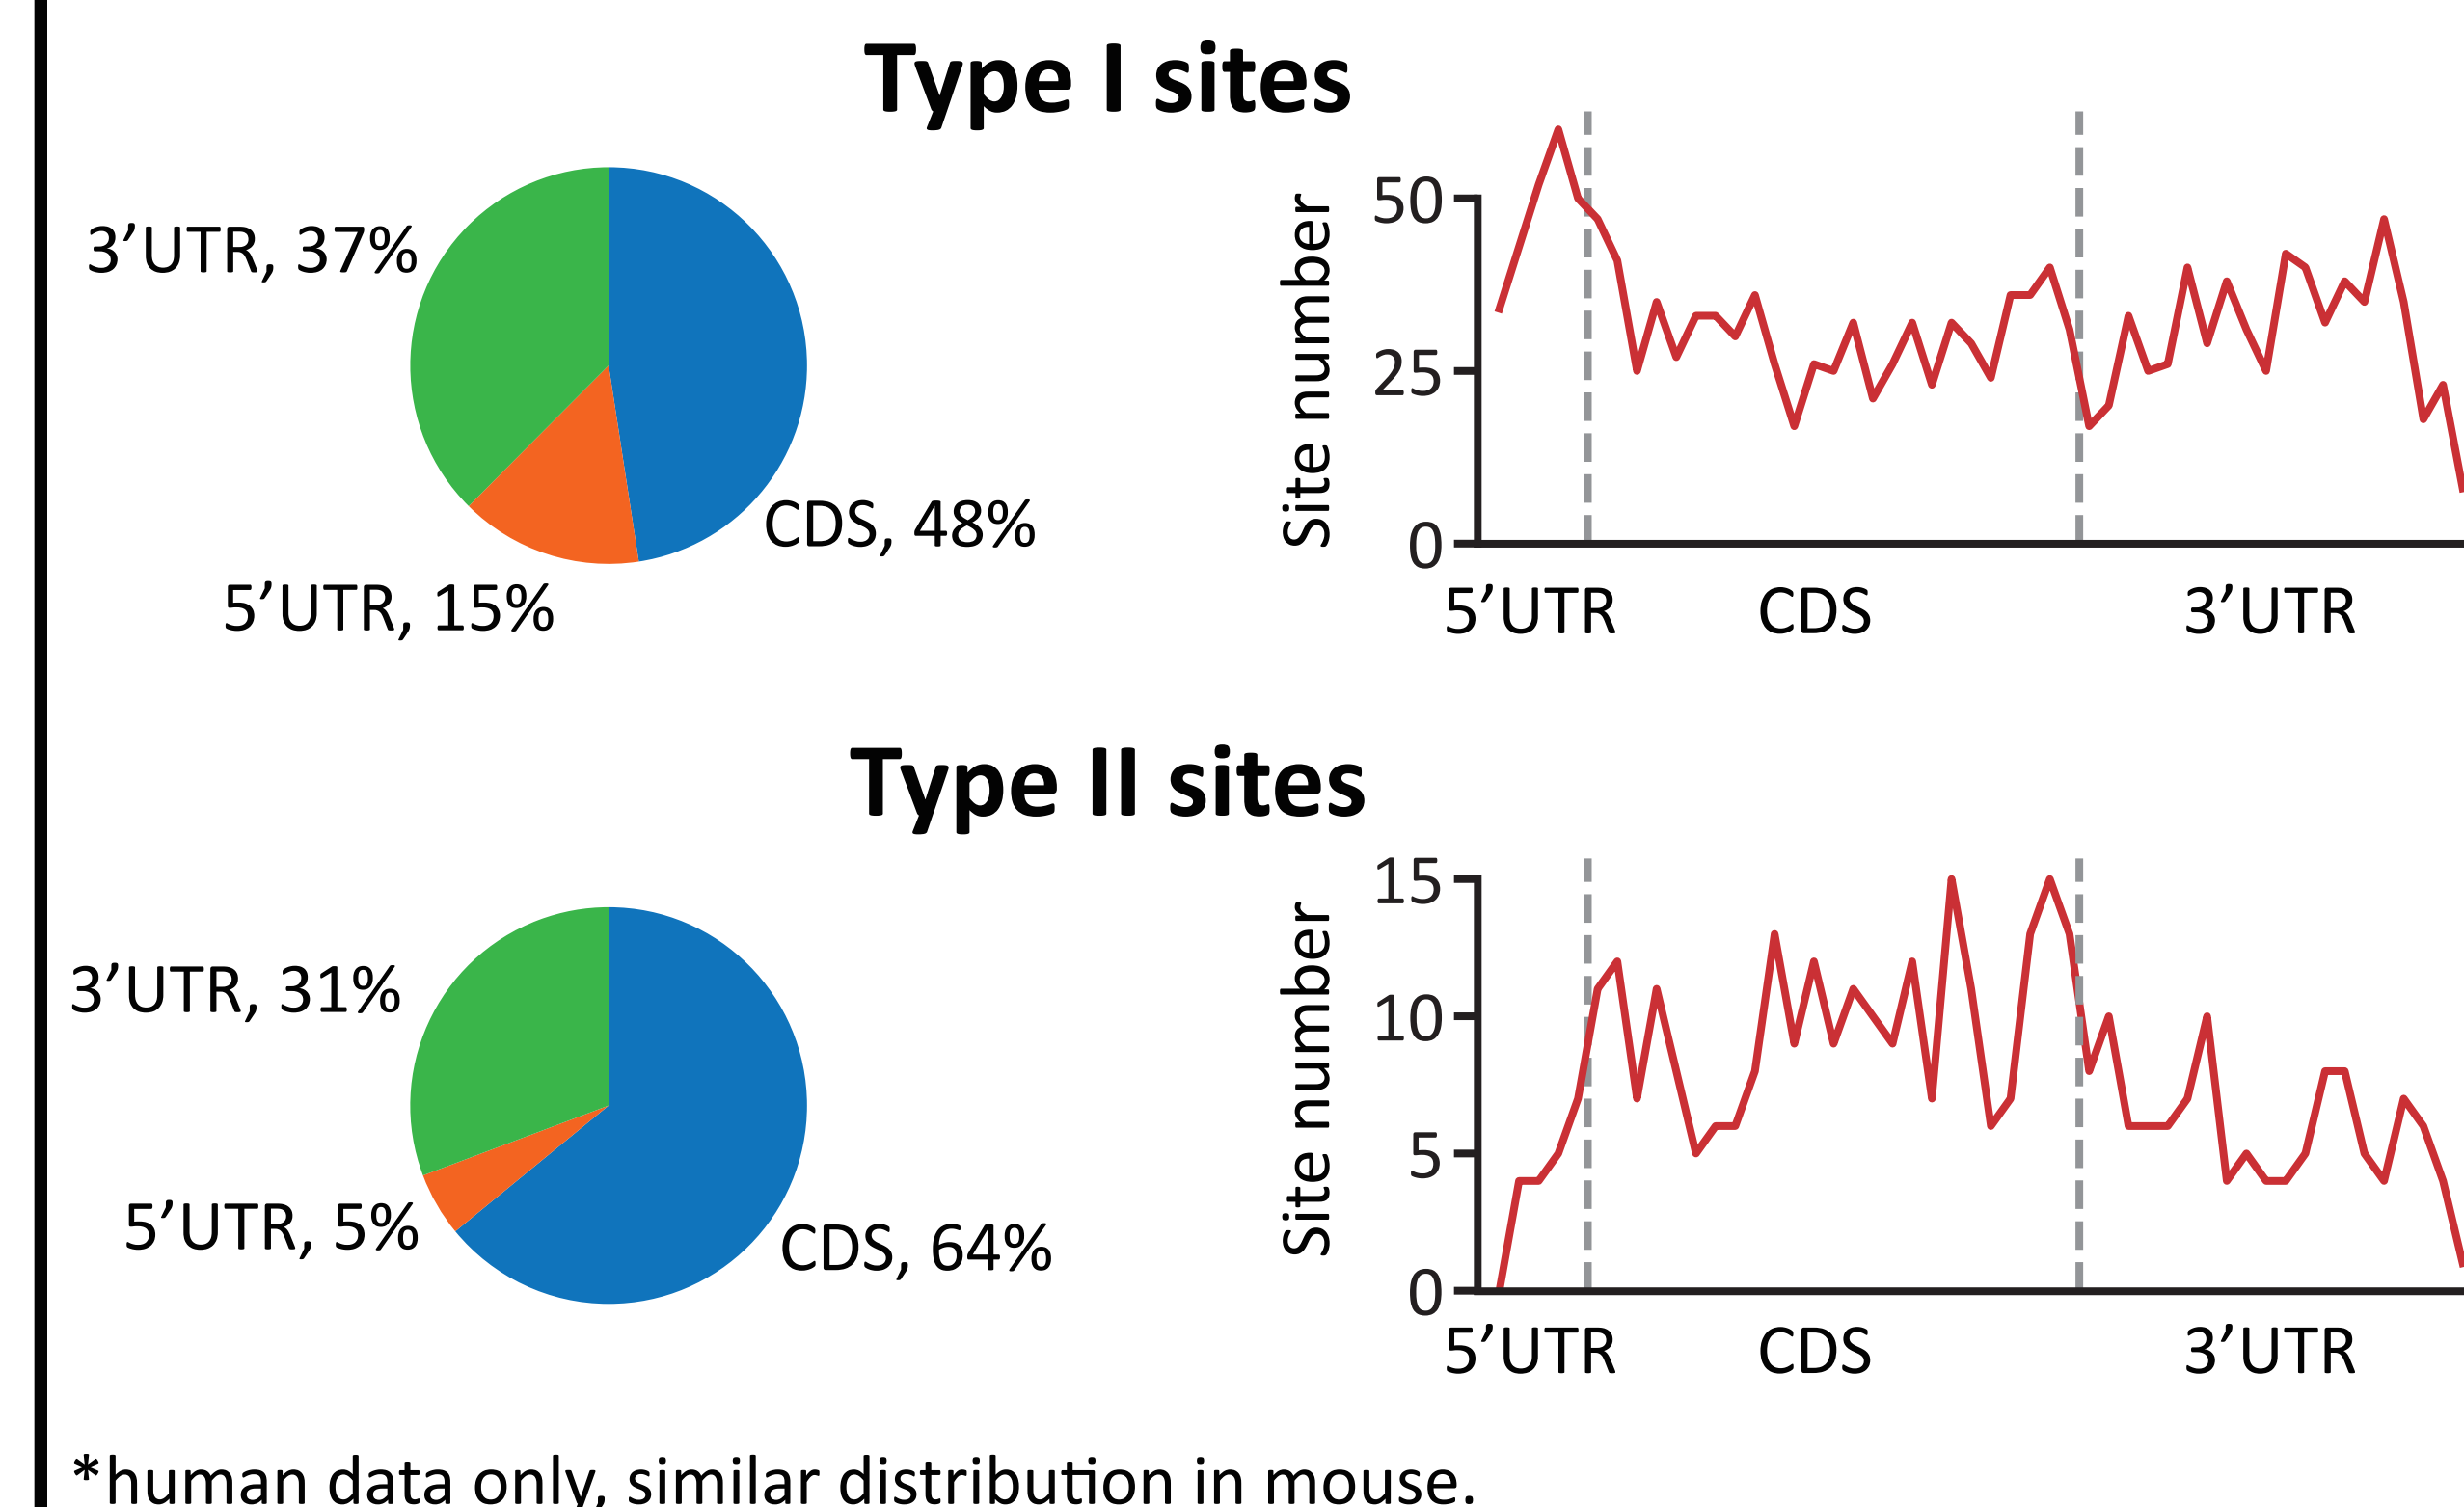 Type I sites
3’UTR, 37%
CDS, 48%
5’UTR, 15%
Site number
50
25
0
5’UTR CDS 3’UTR
Type II sites
3’UTR, 31%
5’UTR, 5%
CDS, 64%
Site number
15
10
5
0
5’UTR CDS 3’UTR
*human data only, similar distribution in mouse.